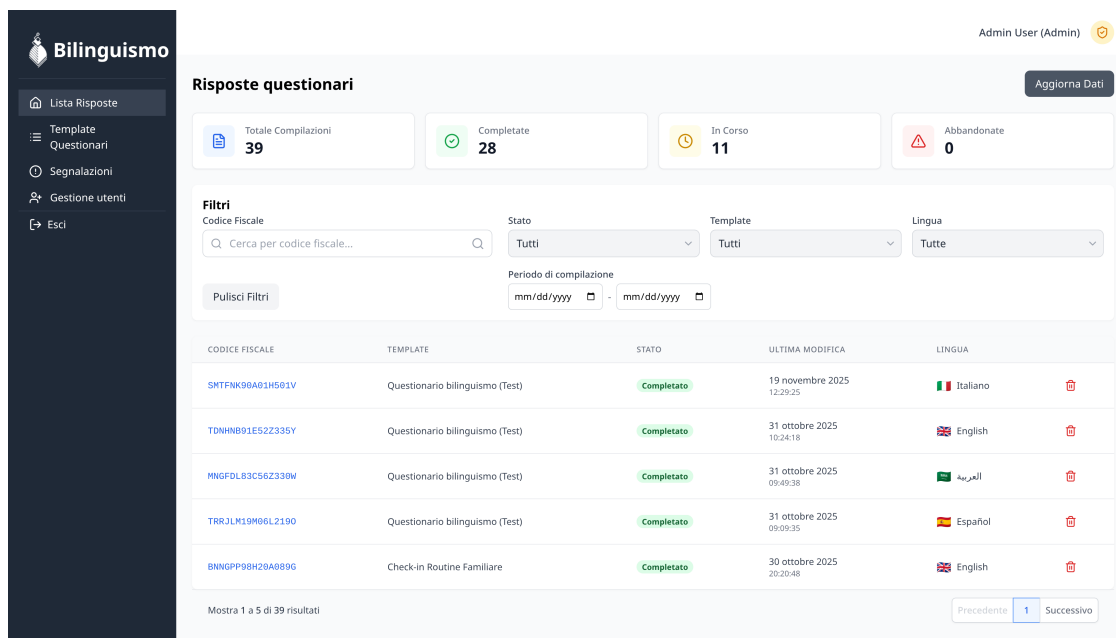 Bilinguismo
Lista Risposte
Template
Questionari
Segnalazioni
Gestione utenti
Esci
Admin User (Admin)
Risposte questionari
Aggiorna Dati
Totale Compilazioni
39
Completate
28
In Corso
11
Abbandonate
0
Filtri
Codice Fiscale
Cerca per codice fiscale...
Stato
Tutti
Template
Tutti
Lingua
Tutte
Pulisci Filtri
Periodo di compilazione
mm/dd/yyyy - mm/dd/yyyy
CODICE FISCALE TEMPLATE STATO ULTIMA MODIFICA LINGUA
SMTFNK90A01H501V Questionario bilinguismo (Test) Completato 19 novembre 2025 Italiano
12:29:25
TDNHNB91E52Z335Y Questionario bilinguismo (Test) Completato 31 ottobre 2025 English
10:24:18
MNGFDL83C56Z330W Questionario bilinguismo (Test) Completato 31 ottobre 2025 العربية
09:49:38
TRRJLM19M06L219O Questionario bilinguismo (Test) Completato 31 ottobre 2025 Español
09:09:35
BNNGPP98H20A089G Check-in Routine Familiare Completato 30 ottobre 2025 English
20:20:48
Mostra 1 a 5 di 39 risultati
Precedente 1 Successivo